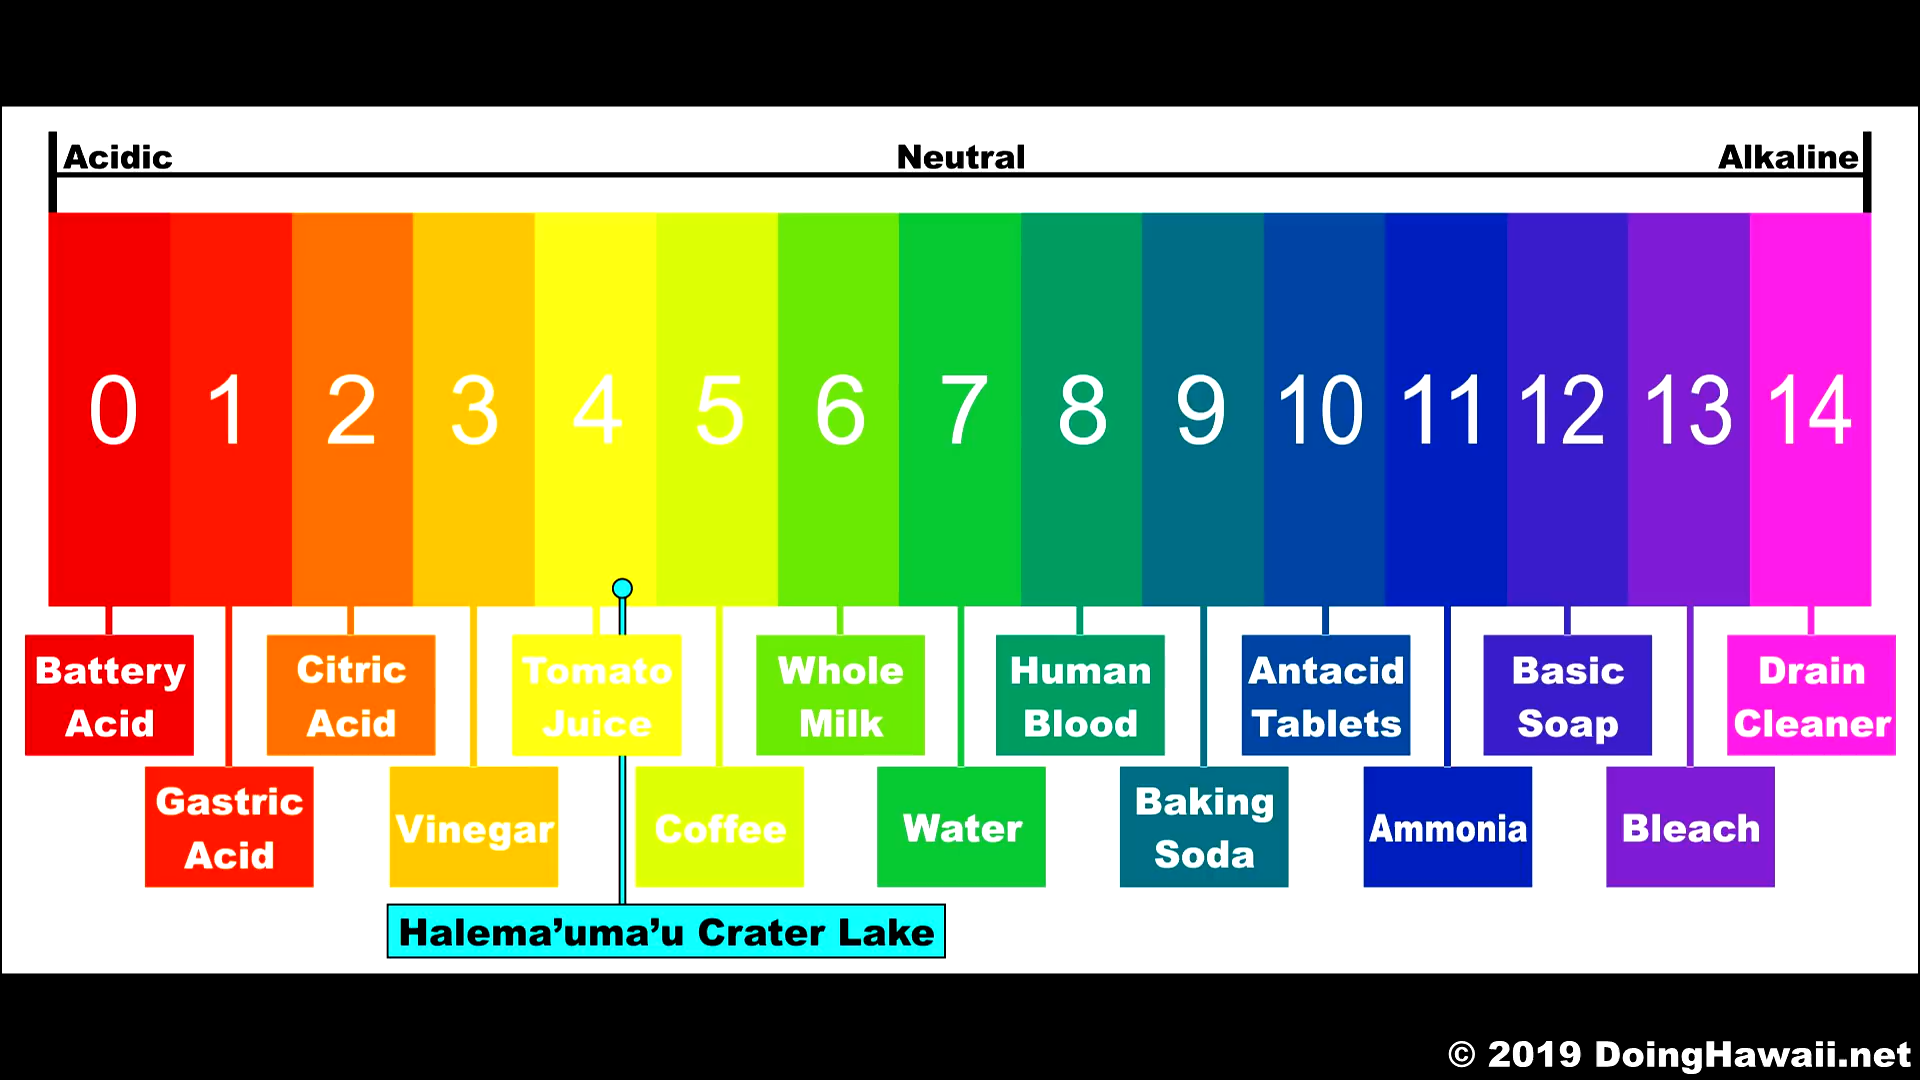 Acidic Neutral Alkaline
0 1 2 3 4 5 6 7 8 9 10 11 12 13 14
Battery
Acid
Gastric
Acid
Citric
Acid
Vinegar
Tomato
Juice
Coffee
Whole
Milk
Water
Human
Blood
Baking
Soda
Antacid
Tablets
Ammonia
Basic
Soap
Bleach
Drain
Cleaner
Halema’uma’u Crater Lake
© 2019 DoingHawaii.net